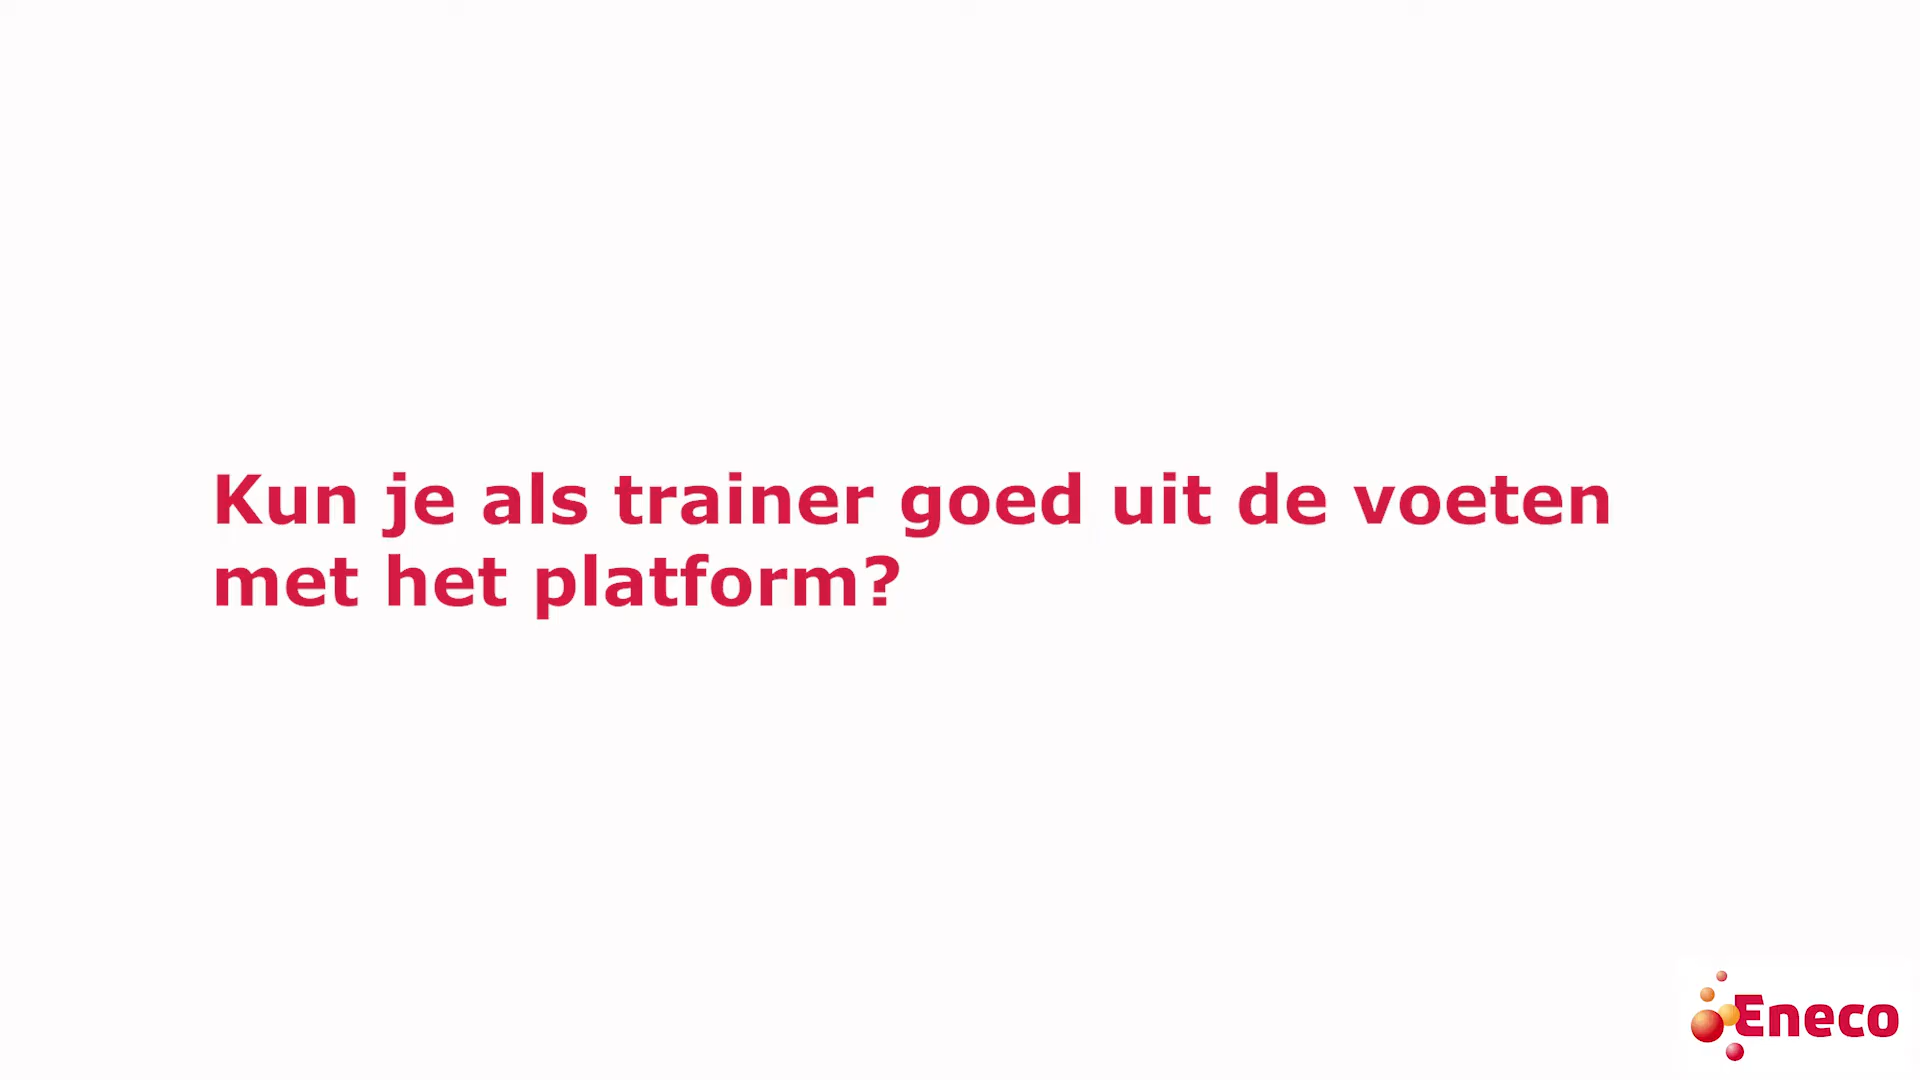 Kun je als trainer goed uit de voeten
met het platform?
Eneco